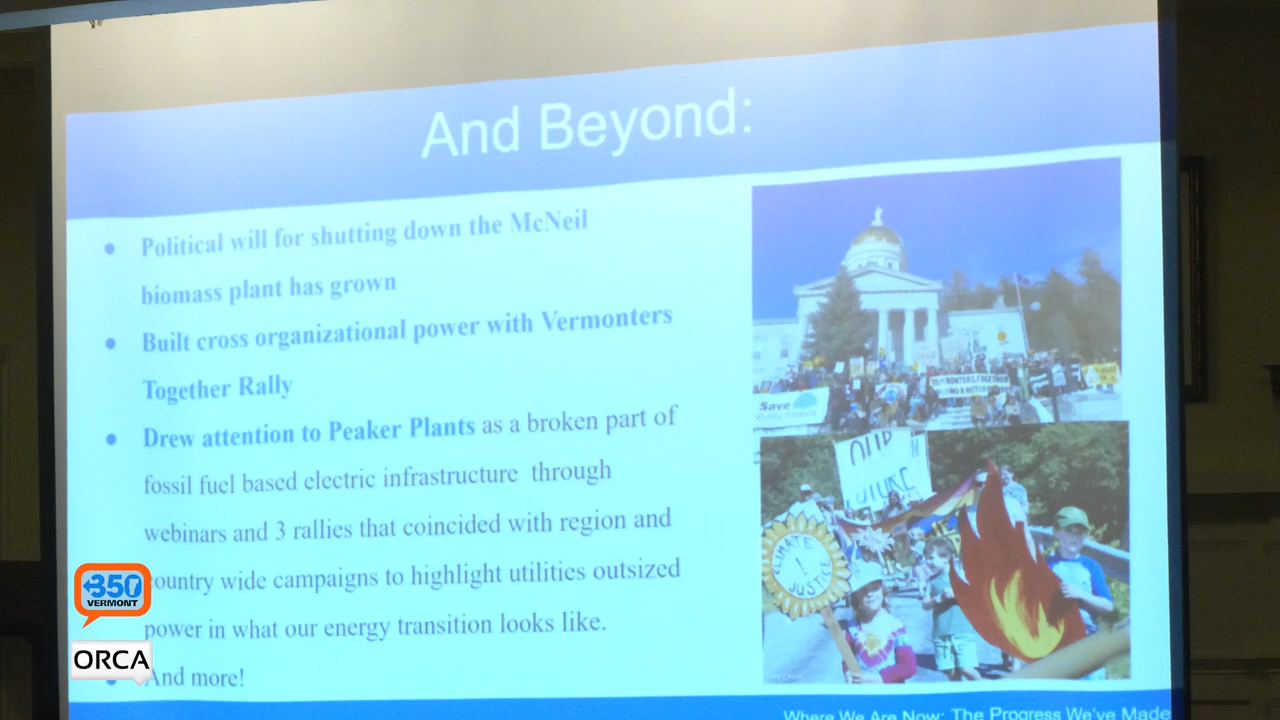 And Beyond:
● Political will for shutting down the McNeil
biomass plant has grown
● Built cross organizational power with Vermonters
Together Rally
● Drew attention to Peaker Plants as a broken part of
fossil fuel based electric infrastructure through
webinars and 3 rallies that coincided with region and
country wide campaigns to highlight utilities outsized
power in what our energy transition looks like.
● And more!
Save
OUR
FUTURE
CLIMATE
!
JUSTICE
350
VERMONT
ORCA
Where We Are Now: The Progress We've Made